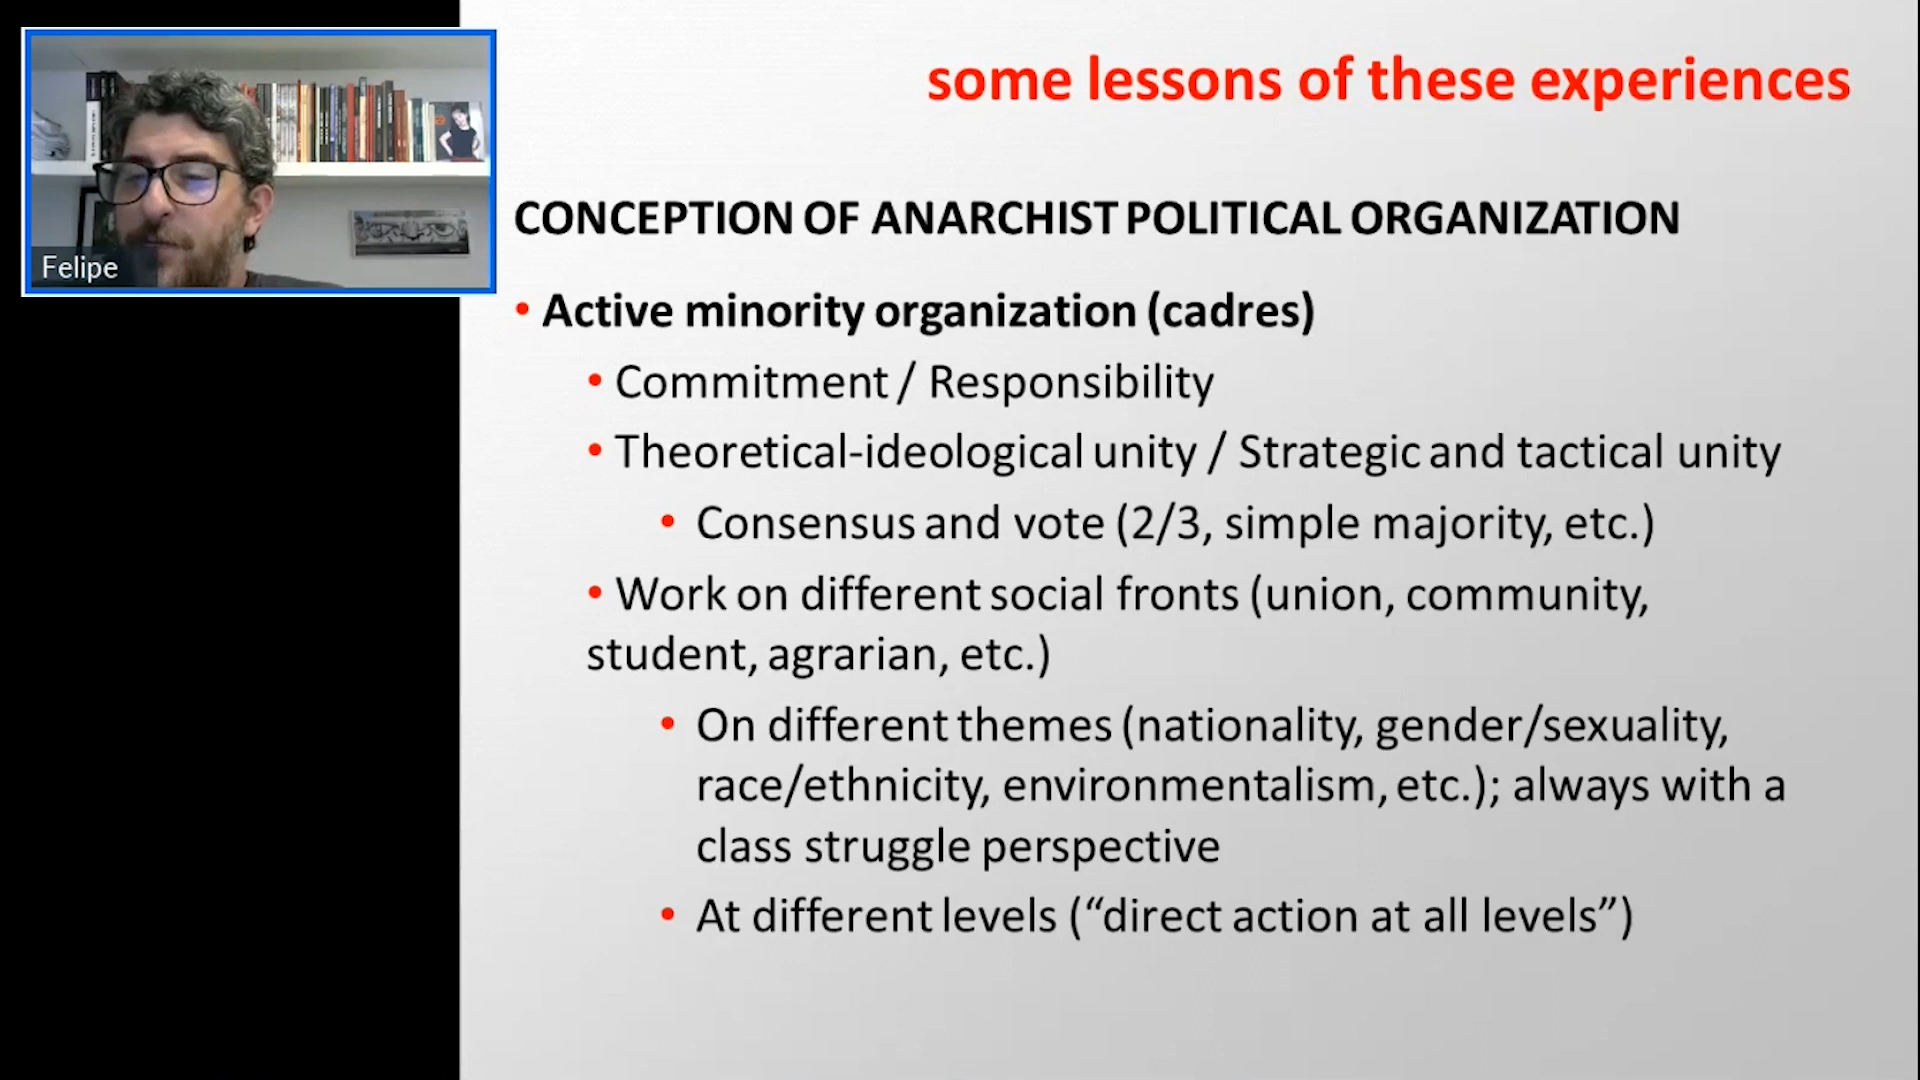 some lessons of these experiences
Felipe
CONCEPTION OF ANARCHIST POLITICAL ORGANIZATION
• Active minority organization (cadres)
• Commitment / Responsibility
• Theoretical-ideological unity / Strategic and tactical unity
• Consensus and vote (2/3, simple majority, etc.)
• Work on different social fronts (union, community,
student, agrarian, etc.)
• On different themes (nationality, gender/sexuality,
race/ethnicity, environmentalism, etc.); always with a
class struggle perspective
• At different levels (“direct action at all levels”)